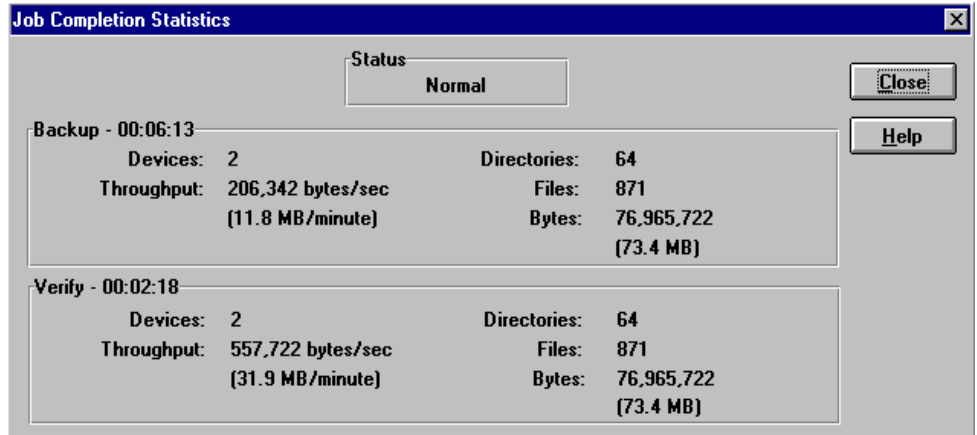 Job Completion Statistics
Status
Normal
Close
Help
Backup - 00:06:13
Devices: 2 Directories: 64
Throughput: 206,342 bytes/sec Files: 871
(11.8 MB/minute) Bytes: 76,965,722
(73.4 MB)
Verify - 00:02:18
Devices: 2 Directories: 64
Throughput: 557,722 bytes/sec Files: 871
(31.9 MB/minute) Bytes: 76,965,722
(73.4 MB)